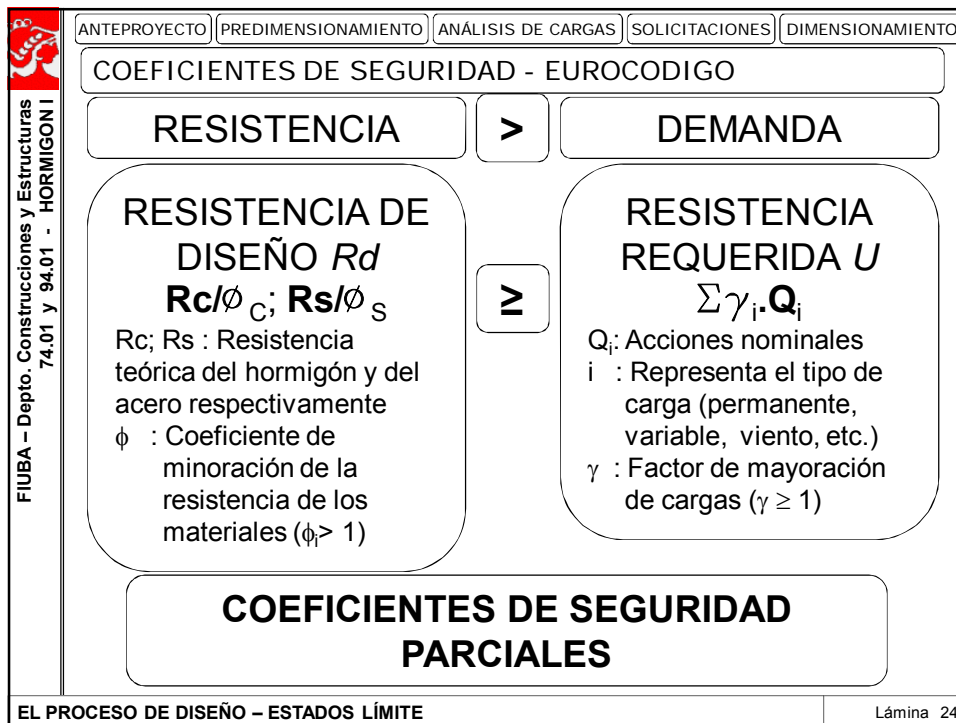 ANTEPROYECTO PREDIMENSIONAMIENTO ANÁLISIS DE CARGAS SOLICITACIONES DIMENSIONAMIENTO
COEFICIENTES DE SEGURIDAD - EUROCODIGO
FIUBA – Depto. Construcciones y Estructuras
74.01 y 94.01 - HORMIGON I
RESISTENCIA > DEMANDA
RESISTENCIA DE
DISEÑO Rd
Rc/ϕ C; Rs/ϕ S
Rc; Rs : Resistencia
teórica del hormigón y del
acero respectivamente
ϕ : Coeficiente de
minoración de la
resistencia de los
materiales (ϕi> 1)
≥
RESISTENCIA
REQUERIDA U
Σγi.Qi
Qi: Acciones nominales
i : Representa el tipo de
carga (permanente,
variable, viento, etc.)
γ : Factor de mayoración
de cargas (γ ≥ 1)
COEFICIENTES DE SEGURIDAD
PARCIALES
EL PROCESO DE DISEÑO – ESTADOS LÍMITE
Lámina 24